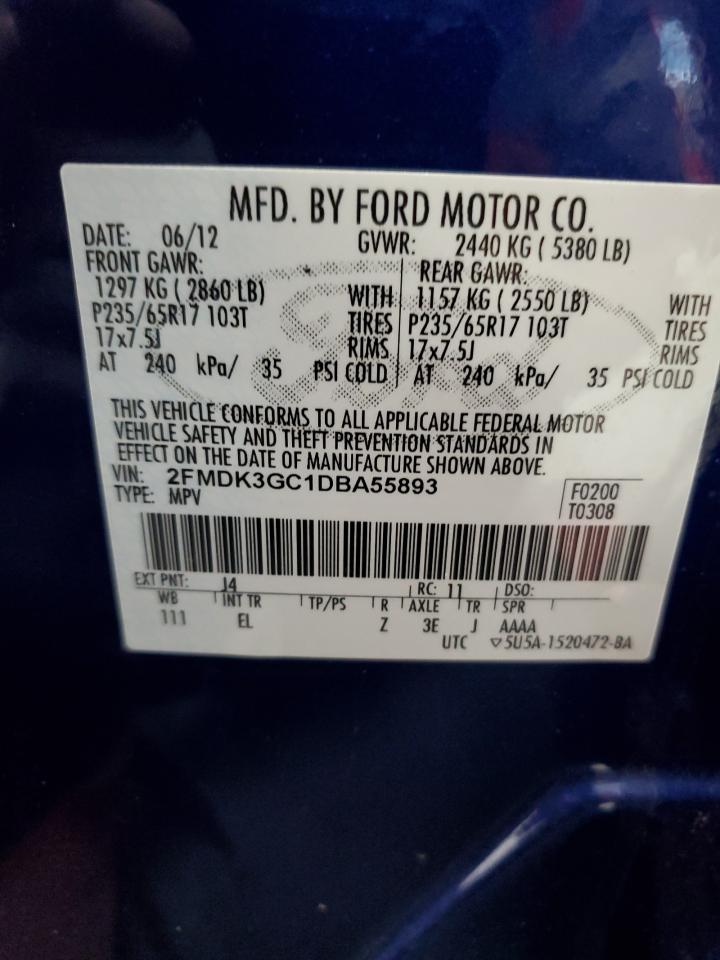 MFD. BY FORD MOTOR CO.
DATE: 06/12 GVWR: 2440 KG ( 5380 LB)
FRONT GAWR: REAR GAWR:
1297 KG ( 2860 LB) WITH 1157 KG ( 2550 LB) WITH
P235/65R17 103T TIRES P235/65R17 103T TIRES
17x7.5J RIMS 17x7.5J RIMS
AT 240 kPa/ 35 PSI COLD AT 240 kPa/ 35 PSI COLD
THIS VEHICLE CONFORMS TO ALL APPLICABLE FEDERAL MOTOR
VEHICLE SAFETY AND THEFT PREVENTION STANDARDS IN
EFFECT ON THE DATE OF MANUFACTURE SHOWN ABOVE.
VIN: 2FMDK3GC1DBA55893
TYPE: MPV
F0200
T0308
EXT PNT: J4 RC: 11 DSO:
WB INT TR TP/PS R AXLE TR SPR
111 EL Z 3E J AAAA
UTC ▽5U5A-1520472-BA
Ford